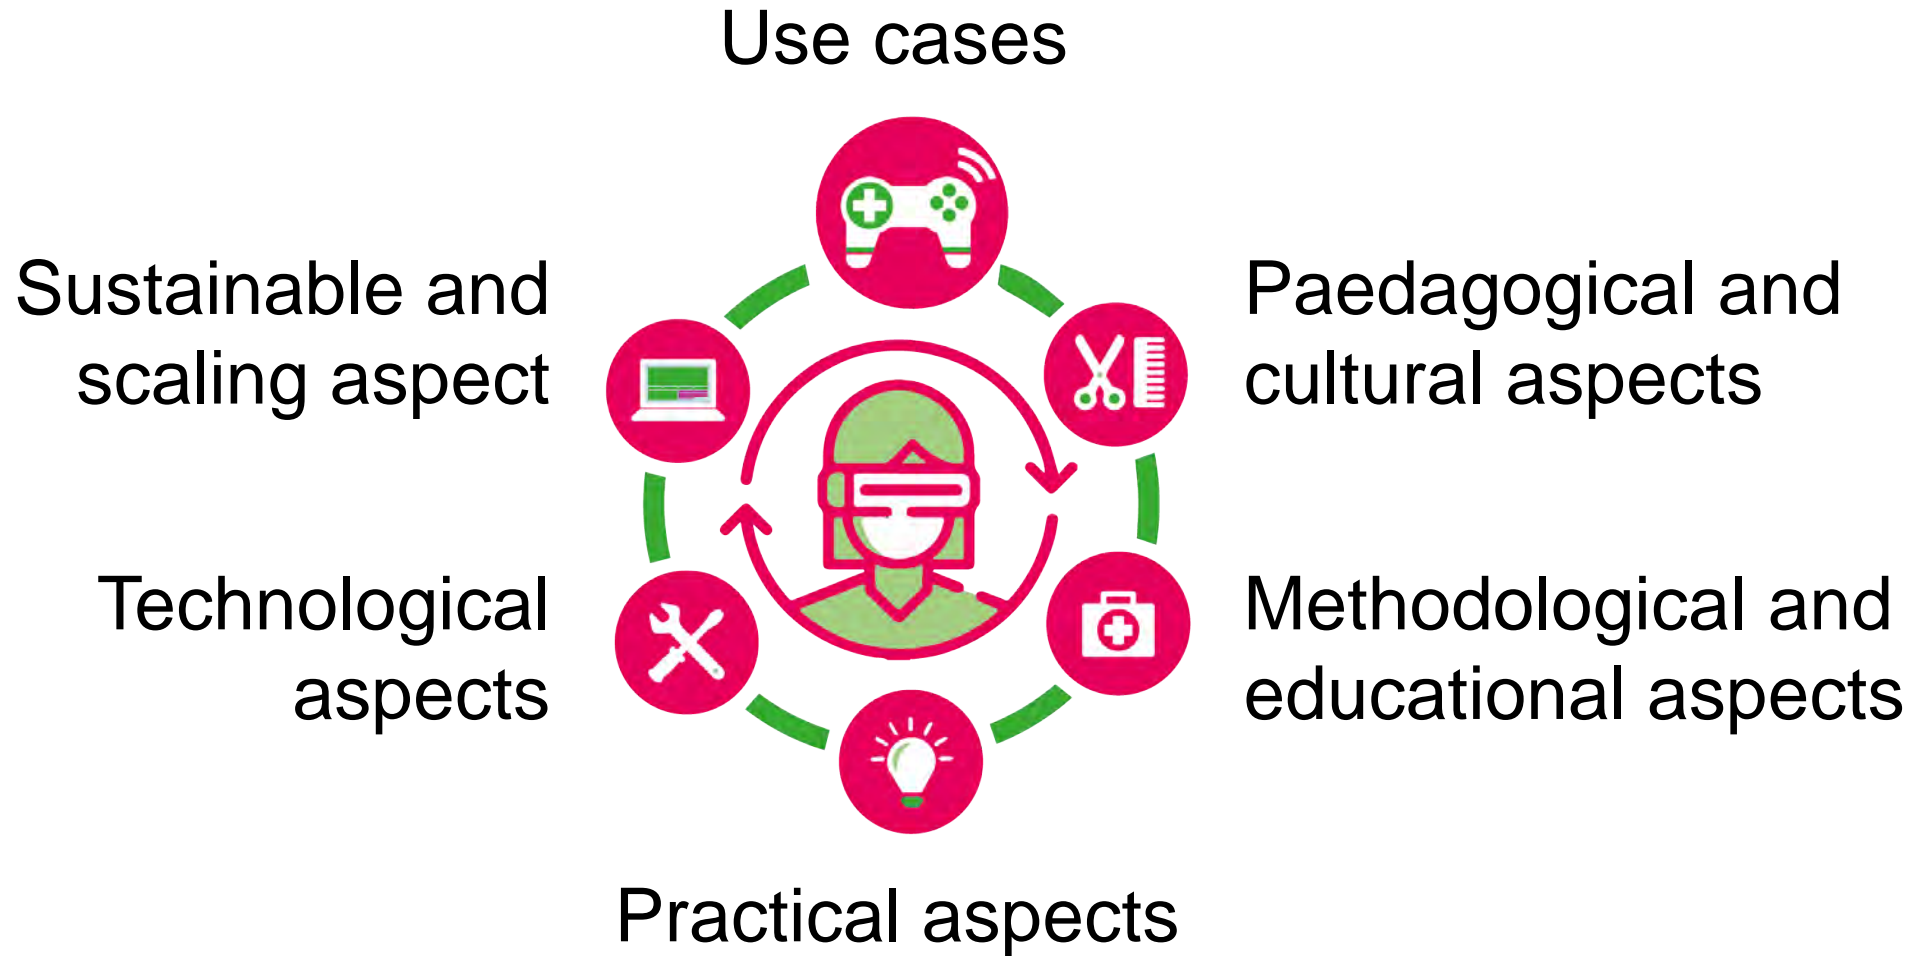 Use cases
Sustainable and
scaling aspect
Paedagogical and
cultural aspects
Technological
aspects
Methodological and
educational aspects
Practical aspects